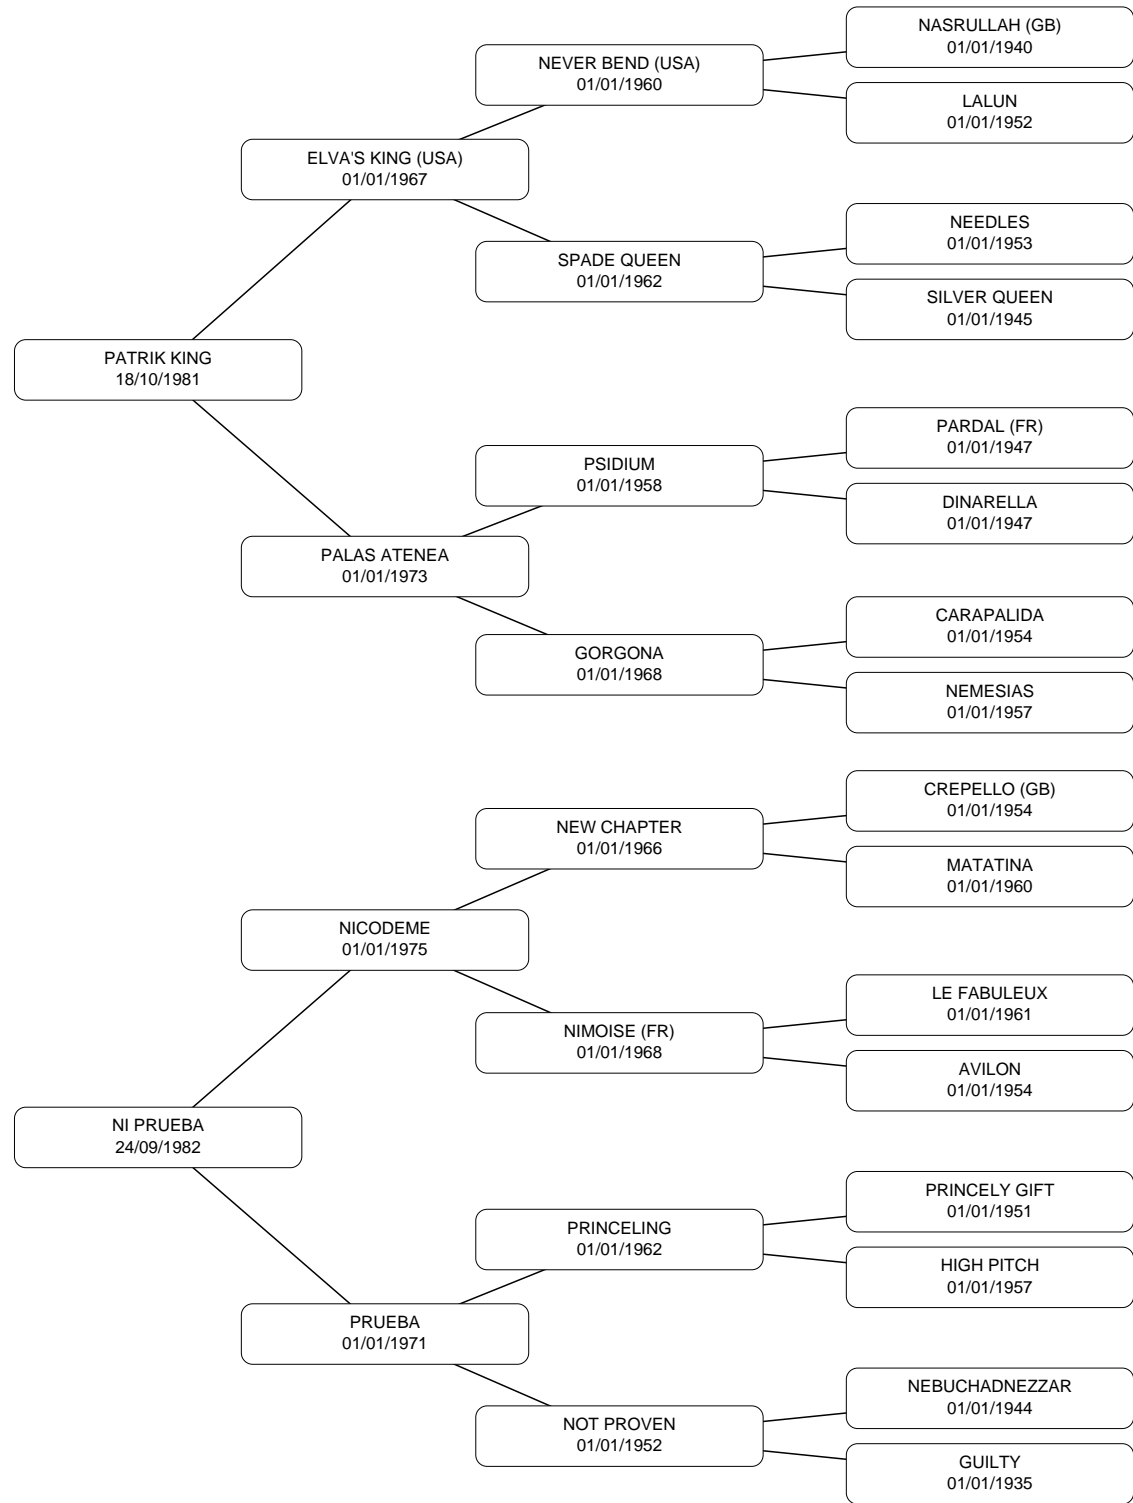 NASRULLAH (GB)
01/01/1940
NEVER BEND (USA)
01/01/1960
LALUN
01/01/1952
ELVA'S KING (USA)
01/01/1967
NEEDLES
01/01/1953
SPADE QUEEN
01/01/1962
SILVER QUEEN
01/01/1945
PATRIK KING
18/10/1981
PARDAL (FR)
01/01/1947
PSIDIUM
01/01/1958
DINARELLA
01/01/1947
PALAS ATENEA
01/01/1973
CARAPALIDA
01/01/1954
GORGONA
01/01/1968
NEMESIAS
01/01/1957
CREPELLO (GB)
01/01/1954
NEW CHAPTER
01/01/1966
MATATINA
01/01/1960
NICODEME
01/01/1975
LE FABULEUX
01/01/1961
NIMOISE (FR)
01/01/1968
AVILON
01/01/1954
NI PRUEBA
24/09/1982
PRINCELY GIFT
01/01/1951
PRINCELING
01/01/1962
HIGH PITCH
01/01/1957
PRUEBA
01/01/1971
NEBUCHADNEZZAR
01/01/1944
NOT PROVEN
01/01/1952
GUILTY
01/01/1935